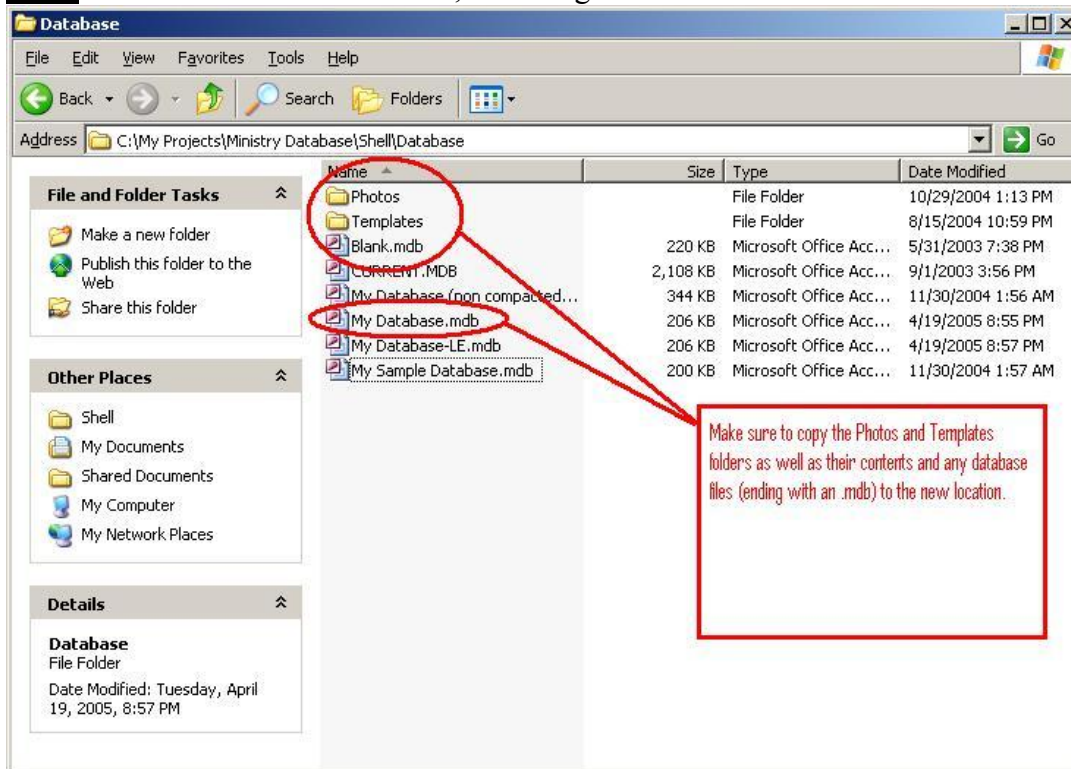 Database
File Edit View Favorites Tools Help
Back Search Folders
Address C:\My Projects\Ministry Database\Shell\Database Go
Name Size Type Date Modified
Photos File Folder 10/29/2004 1:13 PM
Templates File Folder 8/15/2004 10:59 PM
Blank.mdb 220 KB Microsoft Office Acc... 5/31/2003 7:38 PM
CURRENT.MDB 2,108 KB Microsoft Office Acc... 9/1/2003 3:56 PM
My Database (non compacted... 344 KB Microsoft Office Acc... 11/30/2004 1:56 AM
My Database.mdb 206 KB Microsoft Office Acc... 4/19/2005 8:55 PM
My Database-LE.mdb 206 KB Microsoft Office Acc... 4/19/2005 8:57 PM
My Sample Database.mdb 200 KB Microsoft Office Acc... 11/30/2004 1:57 AM
File and Folder Tasks
Make a new folder
Publish this folder to the
Web
Share this folder
Other Places
Shell
My Documents
Shared Documents
My Computer
My Network Places
Details
Database
File Folder
Date Modified: Tuesday, April
19, 2005, 8:57 PM
Make sure to copy the Photos and Templates
folders as well as their contents and any database
files (ending with an .mdb) to the new location.